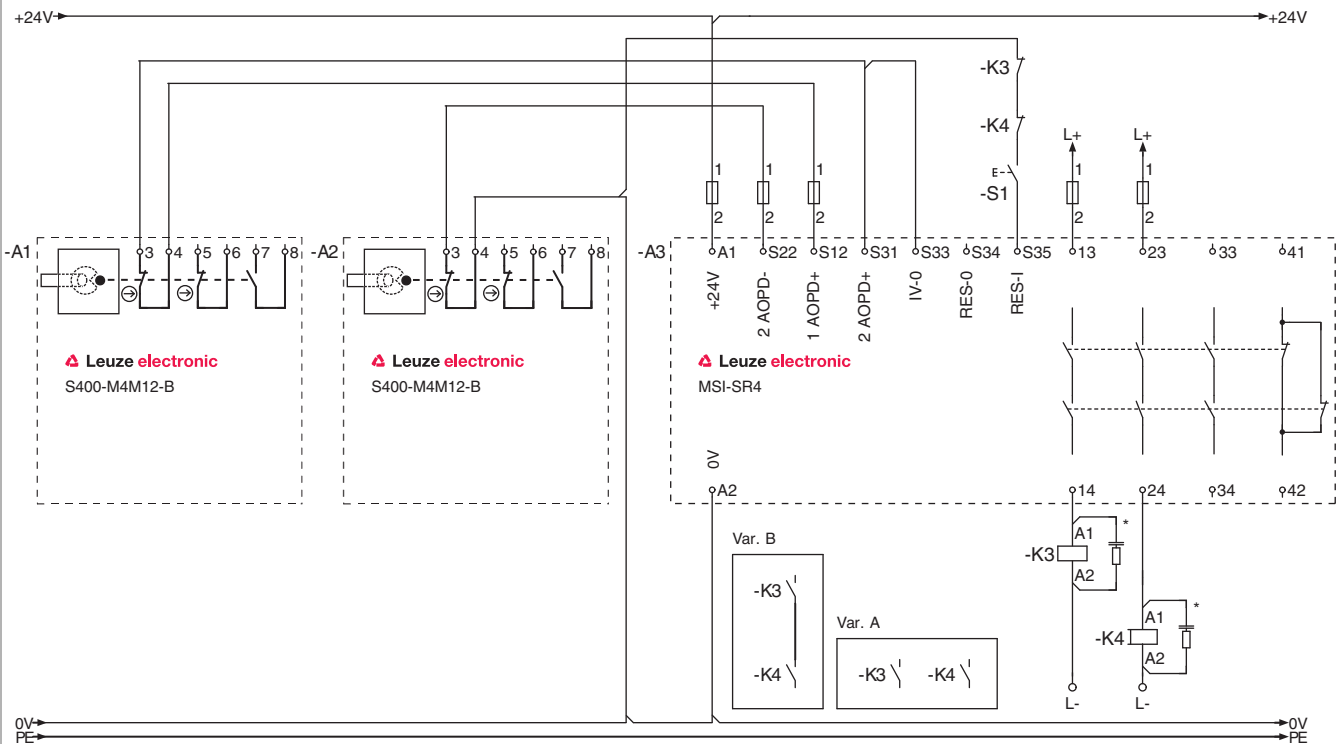 +24V +24V
-K3
-K4
L+ L+
E
-S1
1 1 1 1 1
2 2 2 2 2
-A1 3 4 5 6 7 8
-A2 3 4 5 6 7 8
-A3 A1 S22 S12 S31 S33 S34 S35 13 23 33 41
+24V
2 AOPD-
1 AOPD+
2 AOPD+
IV-0
RES-0
RES-I
Leuze electronic
S400-M4M12-B
Leuze electronic
S400-M4M12-B
Leuze electronic
MSI-SR4
0V
A2 14 24 34 42
Var. B
-K3
-K4
Var. A
-K3 -K4
A1 *
-K3
A2
A1 *
-K4
A2
L- L-
0V 0V
PE PE